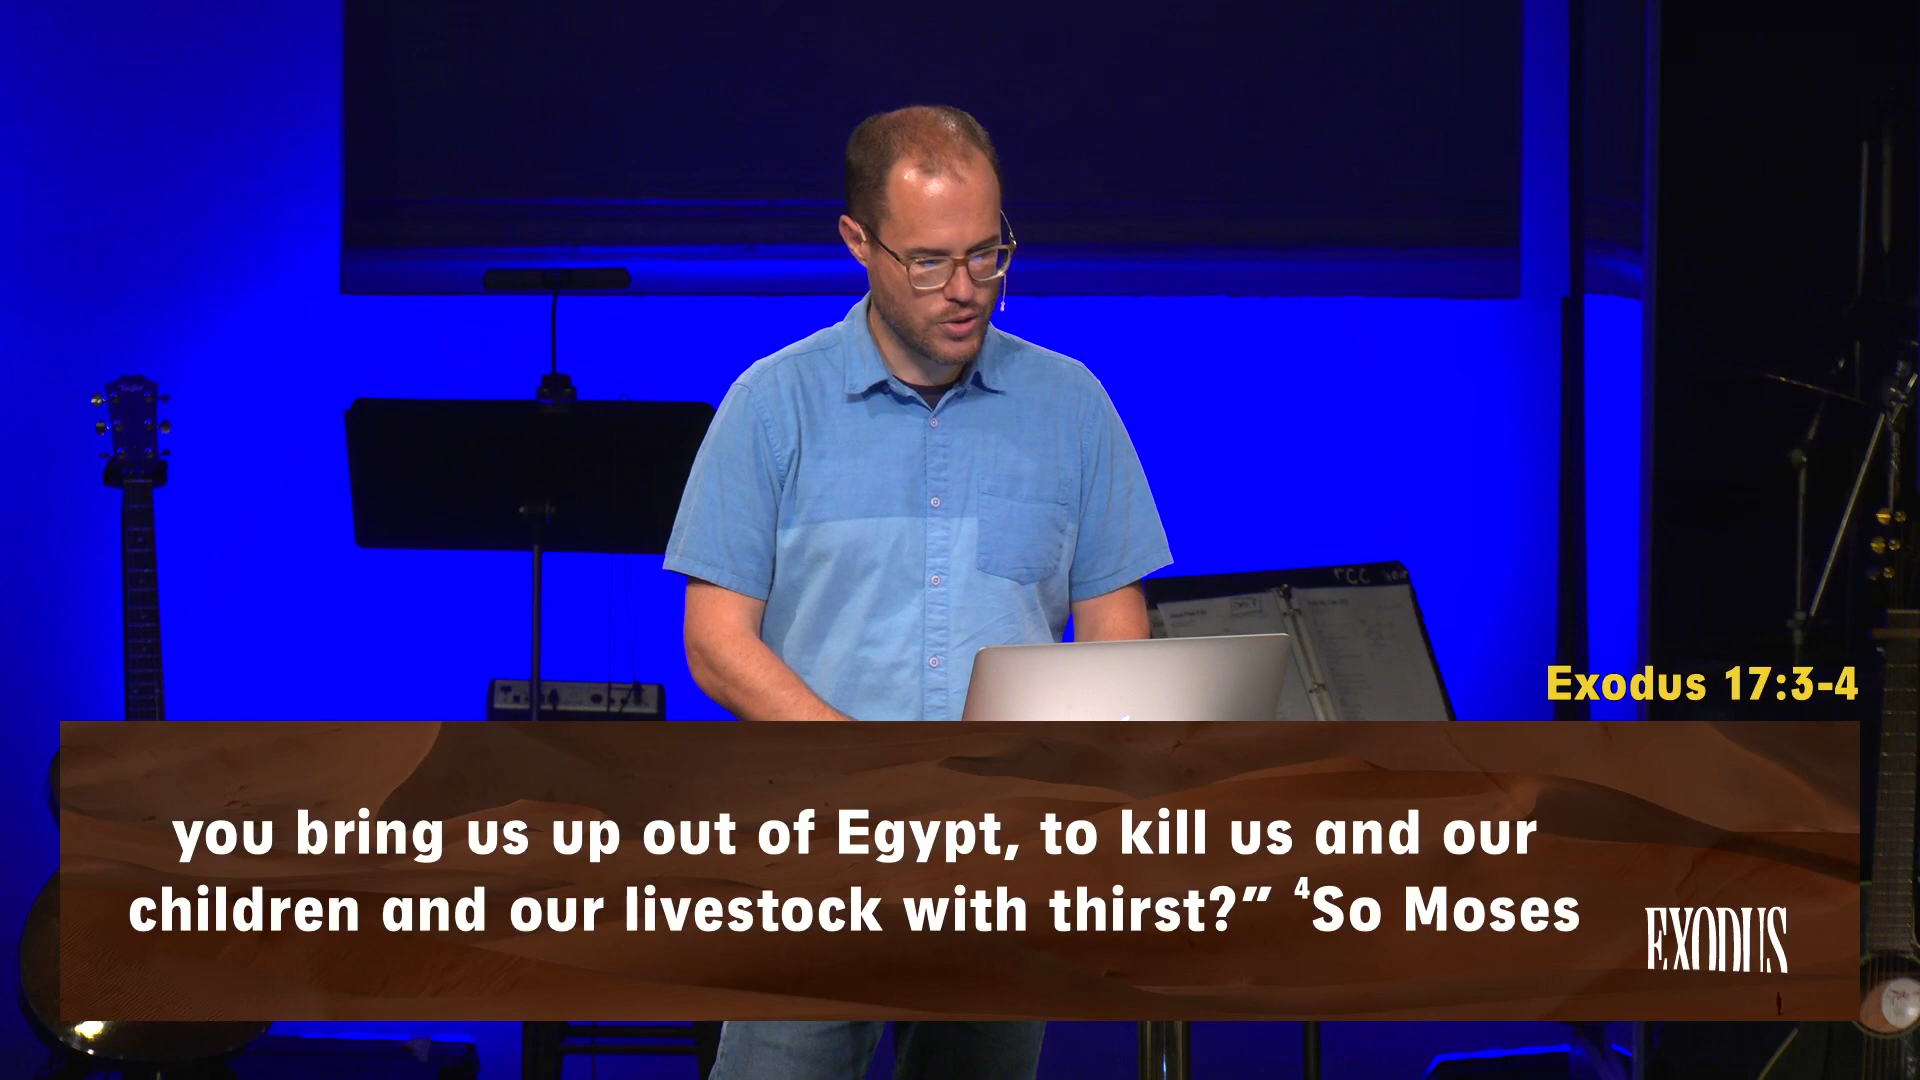 Exodus 17:3-4
you bring us up out of Egypt, to kill us and our
children and our livestock with thirst?” ⁴So Moses
EXODUS